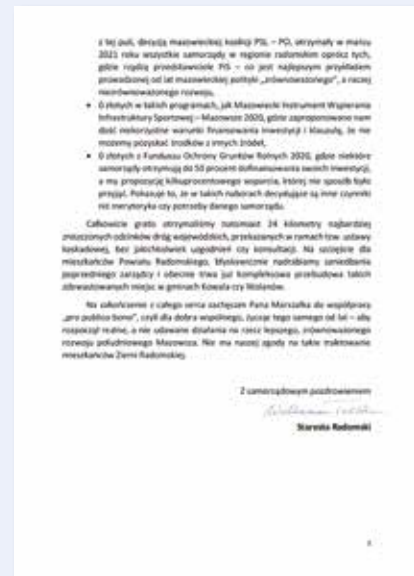 z tej puli, decyzją mazowieckiej koalicji PSL – PO, otrzymały w marcu
2021 roku wszystkie samorządy w regionie radomskim oprócz tych,
gdzie rządzą przedstawiciele PiS – co jest najlepszym przykładem
prowadzonej od lat mazowieckiej polityki „zrównoważonego”, a raczej
niezrównoważonego rozwoju,
• 0 złotych w takich programach, jak Mazowiecki Instrument Wspierania
Infrastruktury Sportowej – Mazowsze 2020, gdzie zaproponowano nam
dość niekorzystne warunki finansowania inwestycji i klauzulę, że nie
możemy pozyskać środków z innych źródeł,
• 0 złotych z Funduszu Ochrony Gruntów Rolnych 2020, gdzie niektóre
samorządy otrzymują do 50 procent dofinansowania swoich inwestycji,
a my propozycję kilkuprocentowego wsparcia, której nie sposób było
przyjąć. Pokazuje to, że w takich naborach decydujące są inne czynniki
niż merytoryka czy potrzeby danego samorządu.
Całkowicie gratis otrzymaliśmy natomiast 24 kilometry najbardziej
zniszczonych odcinków dróg wojewódzkich, przekazanych w ramach tzw. ustawy
kaskadowej, bez jakichkolwiek uzgodnień czy konsultacji. Na szczęście dla
mieszkańców Powiatu Radomskiego, błyskawicznie nadrabiamy zaniedbania
poprzedniego zarządcy i obecnie trwa już kompleksowa przebudowa takich
zdewastowanych miejsc w gminach Kowala czy Wolanów.
Na zakończenie z całego serca zachęcam Pana Marszałka do współpracy
„pro publico bono”, czyli dla dobra wspólnego, życząc tego samego od lat – aby
rozpoczął realne, a nie udawane działania na rzecz lepszego, zrównoważonego
rozwoju południowego Mazowsza. Nie ma naszej zgody na takie traktowanie
mieszkańców Ziemi Radomskiej.
Z samorządowym pozdrowieniem
Starosta Radomski